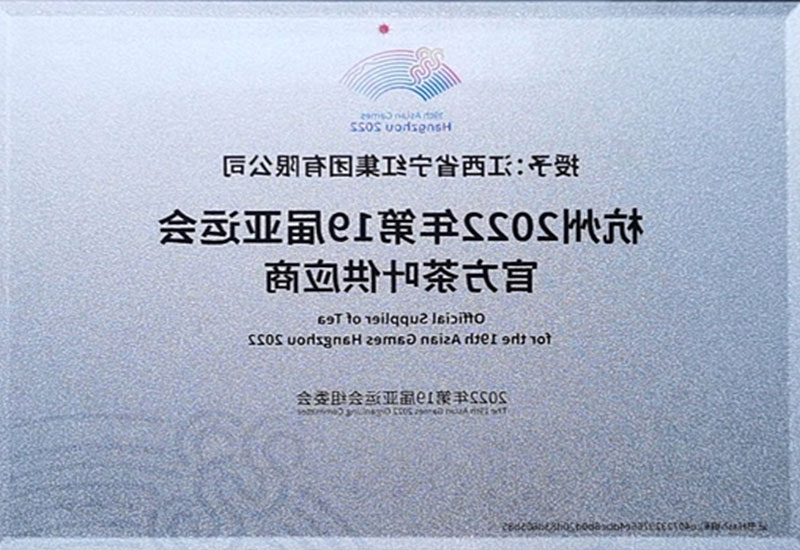 19th Asian Games
Hangzhou 2022
授予：江西省宁红集团有限公司
杭州2022年第19届亚运会
官方茶叶供应商
Official Supplier of Tea
for the 19th Asian Games Hangzhou 2022
2022年第19届亚运会组委会
The 19th Asian Games 2022 Organizing Committee